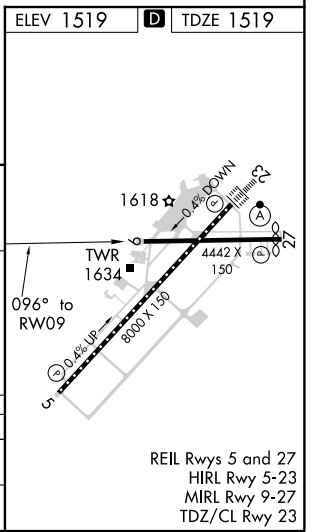 ELEV 1519 D TDZE 1519
1618
0.4% DOWN
P
23
A
9
27
TWR
1634
4442 X
150
P
096° to
RW09
0.4% UP
8000 X 150
P
5
REIL Rwys 5 and 27
HIRL Rwy 5-23
MIRL Rwy 9-27
TDZ/CL Rwy 23